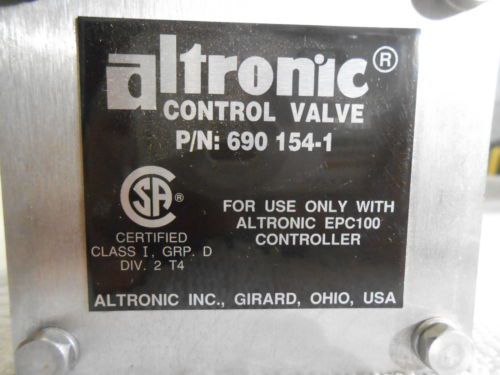 altronic®
CONTROL VALVE
P/N: 690 154-1
CSA®
CERTIFIED
CLASS I, GRP. D
DIV. 2 T4
FOR USE ONLY WITH
ALTRONIC EPC100
CONTROLLER
ALTRONIC INC., GIRARD, OHIO, USA